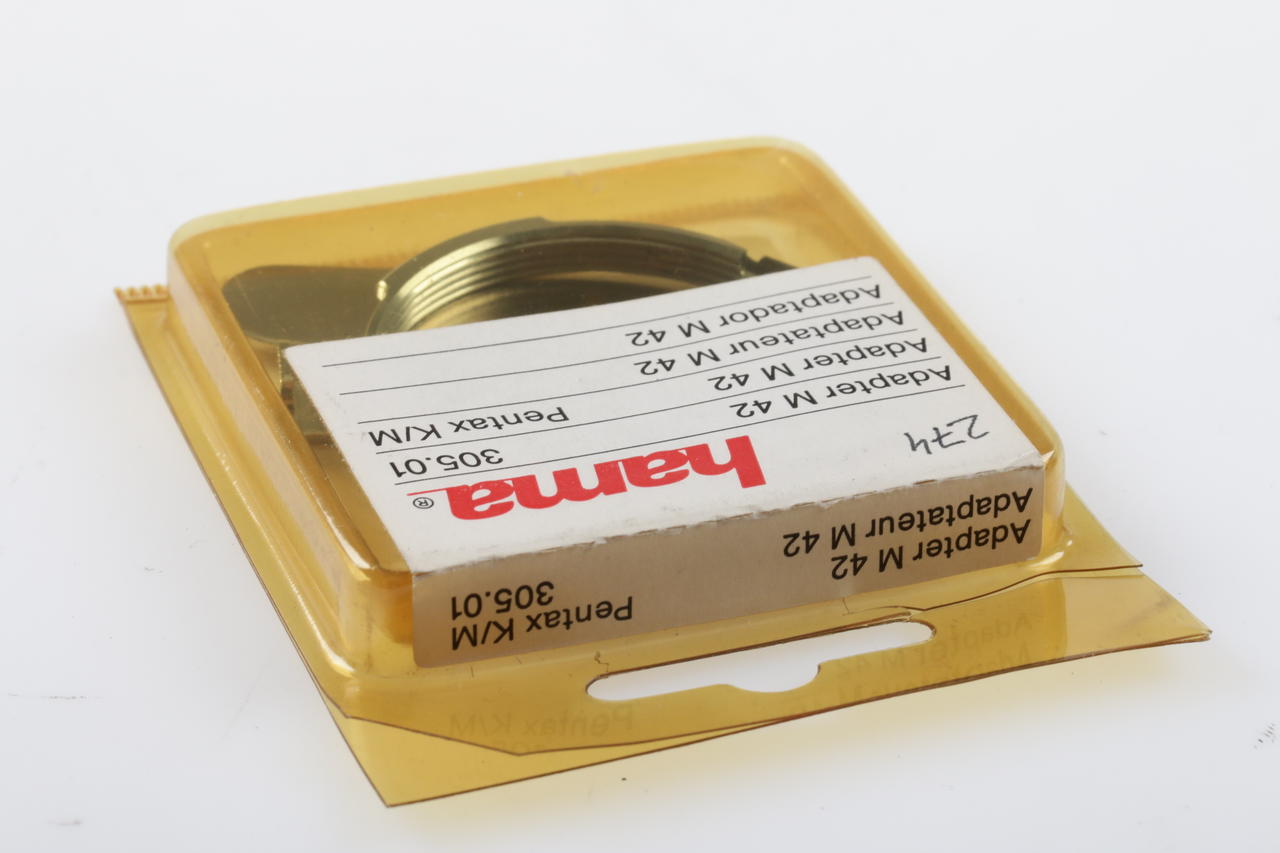 274
hama®
Adapter M 42 305.01
Adapter M 42 Pentax K/M
Adaptateur M 42
Adaptador M 42
Adapter M 42 Pentax K/M
Adaptateur M 42 305.01